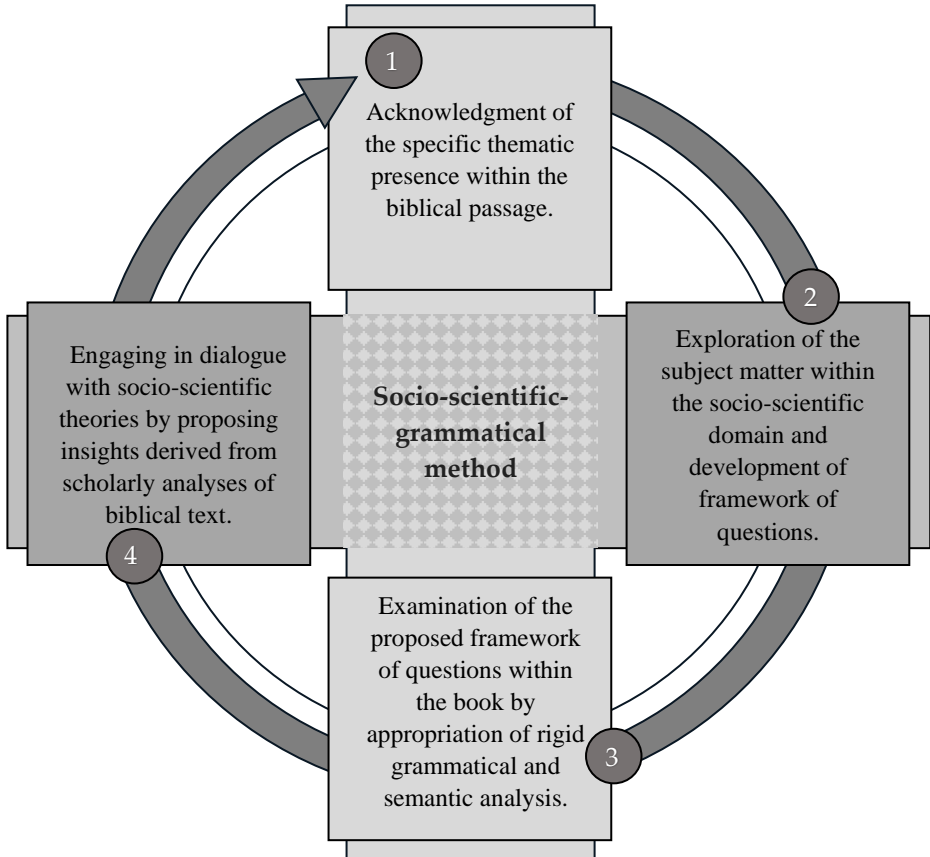 1
Acknowledgment of
the specific thematic
presence within the
biblical passage.
2
Exploration of the
subject matter within
the socio-scientific
domain and
development of
framework of
questions.
Socio-scientific-
grammatical
method
Examination of the
proposed framework
of questions within
the book by
appropriation of rigid
grammatical and
semantic analysis.
3
Engaging in dialogue
with socio-scientific
theories by proposing
insights derived from
scholarly analyses of
biblical text.
4